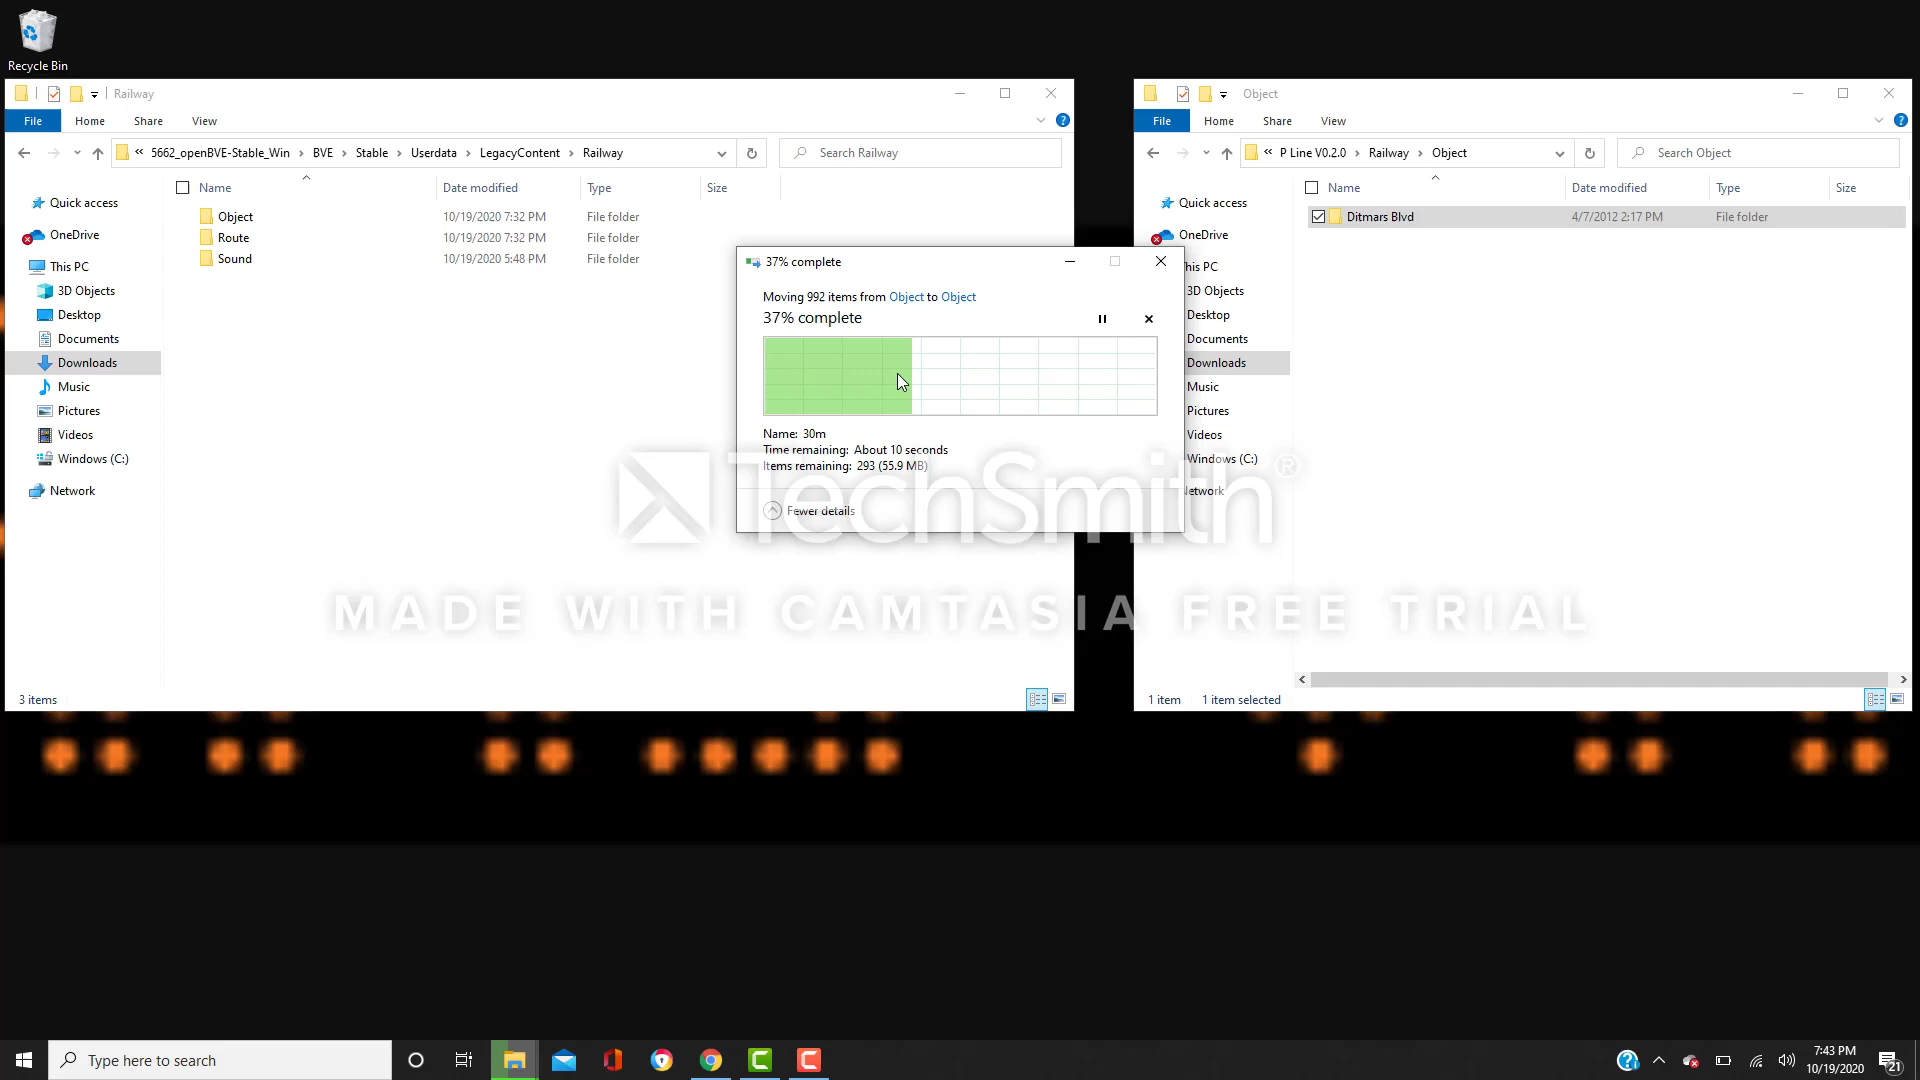 Recycle Bin
Railway
File
Home
Share
View
5662_openBVE-Stable_Win
BVE
Stable
Userdata
LegacyContent
Railway
Search Railway
Name
Date modified
Type
Size
Quick access
OneDrive
This PC
3D Objects
Desktop
Documents
Downloads
Music
Pictures
Videos
Windows (C:)
Network
Object 10/19/2020 7:32 PM File folder
Route 10/19/2020 7:32 PM File folder
Sound 10/19/2020 5:48 PM File folder
3 items
37% complete
Moving 992 items from Object to Object
37% complete
Name: 30m
Time remaining: About 10 seconds
Items remaining: 293 (55.9 MB)
Fewer details
Object
File
Home
Share
View
P Line V0.2.0
Railway
Object
Search Object
Name
Date modified
Type
Size
Quick access
OneDrive
his PC
3D Objects
Desktop
Documents
Downloads
Music
Pictures
Videos
Windows (C:)
etwork
Ditmars Blvd 4/7/2012 2:17 PM File folder
1 item
1 item selected
TechSmith®
MADE WITH CAMTASIA FREE TRIAL
Type here to search
7:43 PM
10/19/2020
21